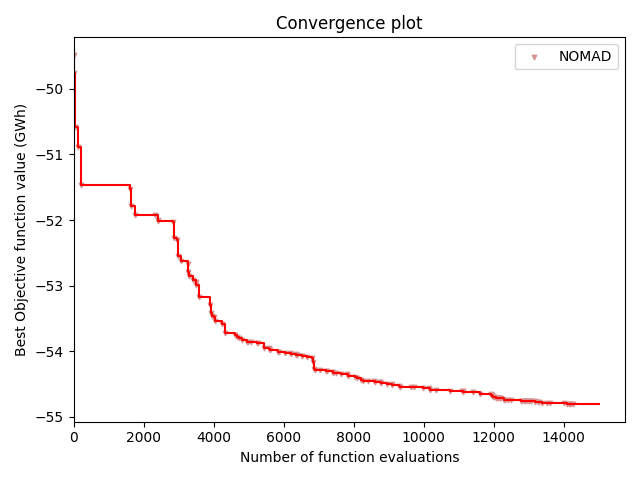 Convergence plot
NOMAD
Best Objective function value (GWh)
−50
−51
−52
−53
−54
−55
0 2000 4000 6000 8000 10000 12000 14000
Number of function evaluations